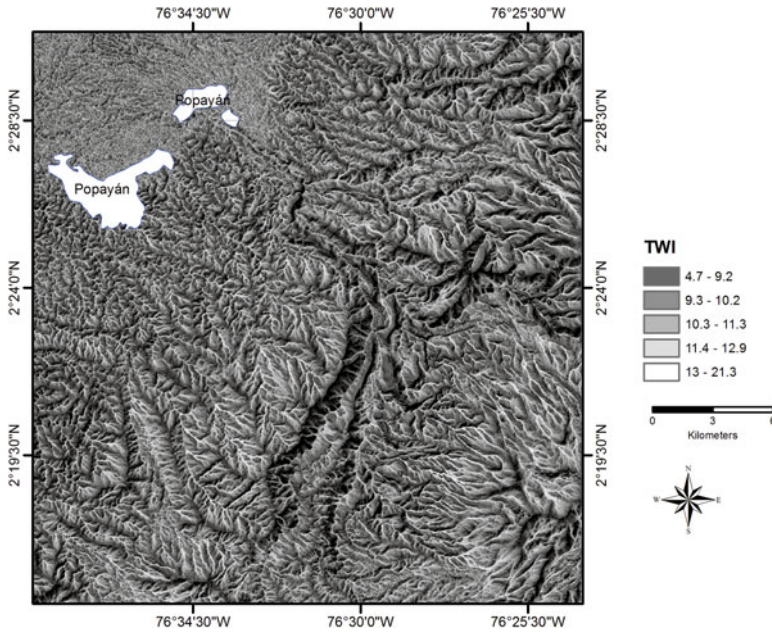 76°34'30"W
76°30'0"W
76°25'30"W
2°28'30"N
2°28'30"N
Popayán
Popayán
2°24'0"N
2°24'0"N
2°19'30"N
2°19'30"N
76°34'30"W
76°30'0"W
76°25'30"W
TWI
4.7 - 9.2
9.3 - 10.2
10.3 - 11.3
11.4 - 12.9
13 - 21.3
0 3 6
Kilometers
N
W E
S